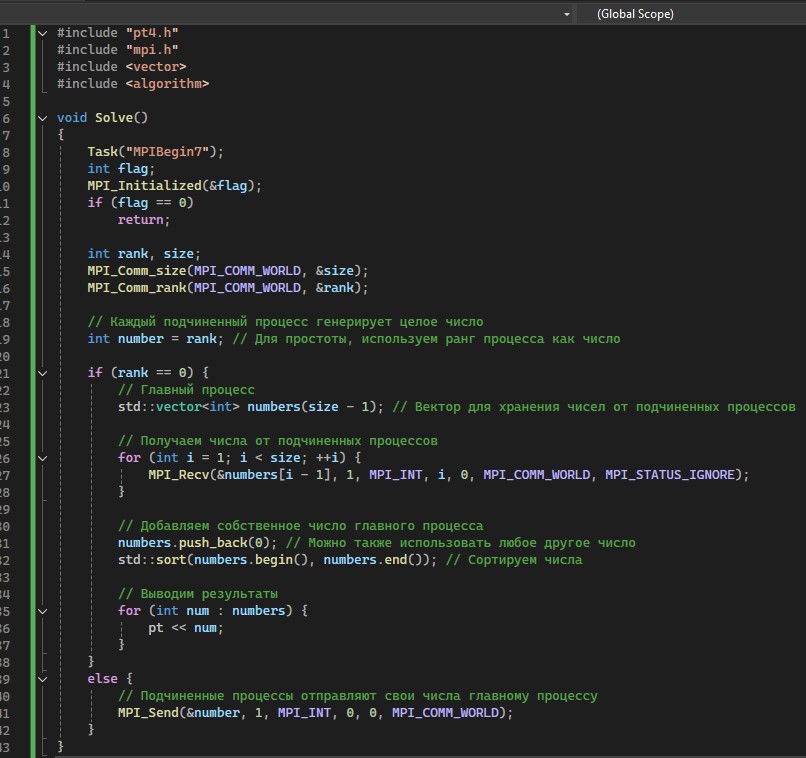 (Global Scope)
1 #include "pt4.h"
2 #include "mpi.h"
3 #include <vector>
4 #include <algorithm>
5
6 void Solve()
7 {
8 Task("MPIBegin7");
9 int flag;
10 MPI_Initialized(&flag);
11 if (flag == 0)
12 return;
13
14 int rank, size;
15 MPI_Comm_size(MPI_COMM_WORLD, &size);
16 MPI_Comm_rank(MPI_COMM_WORLD, &rank);
17
18 // Каждый подчиненный процесс генерирует целое число
19 int number = rank; // Для простоты, используем ранг процесса как число
20
21 if (rank == 0) {
22 // Главный процесс
23 std::vector<int> numbers(size - 1); // Вектор для хранения чисел от подчиненных процессов
24
25 // Получаем числа от подчиненных процессов
26 for (int i = 1; i < size; ++i) {
27 MPI_Recv(&numbers[i - 1], 1, MPI_INT, i, 0, MPI_COMM_WORLD, MPI_STATUS_IGNORE);
28 }
29
30 // Добавляем собственное число главного процесса
31 numbers.push_back(0); // Можно также использовать любое другое число
32 std::sort(numbers.begin(), numbers.end()); // Сортируем числа
33
34 // Выводим результаты
35 for (int num : numbers) {
36 pt << num;
37 }
38 }
39 else {
40 // Подчиненные процессы отправляют свои числа главному процессу
41 MPI_Send(&number, 1, MPI_INT, 0, 0, MPI_COMM_WORLD);
42 }
43 }